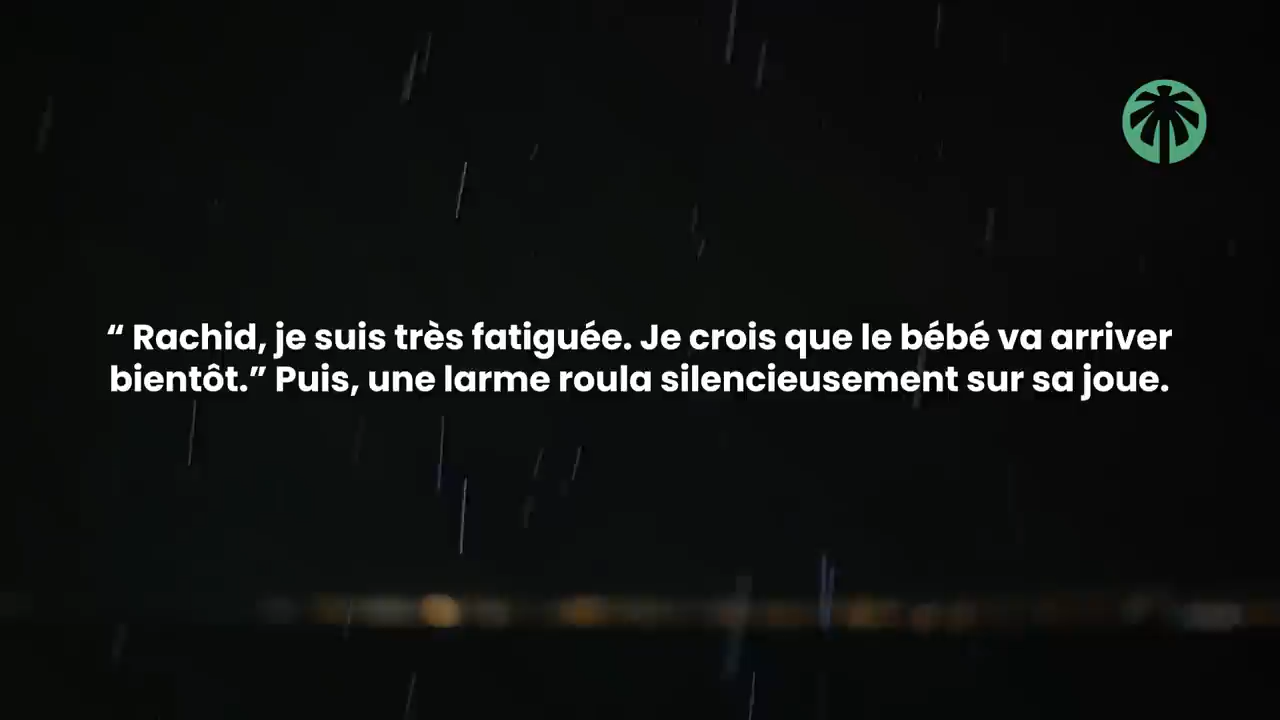 “ Rachid, je suis très fatiguée. Je crois que le bébé va arriver
bientôt.” Puis, une larme roula silencieusement sur sa joue.